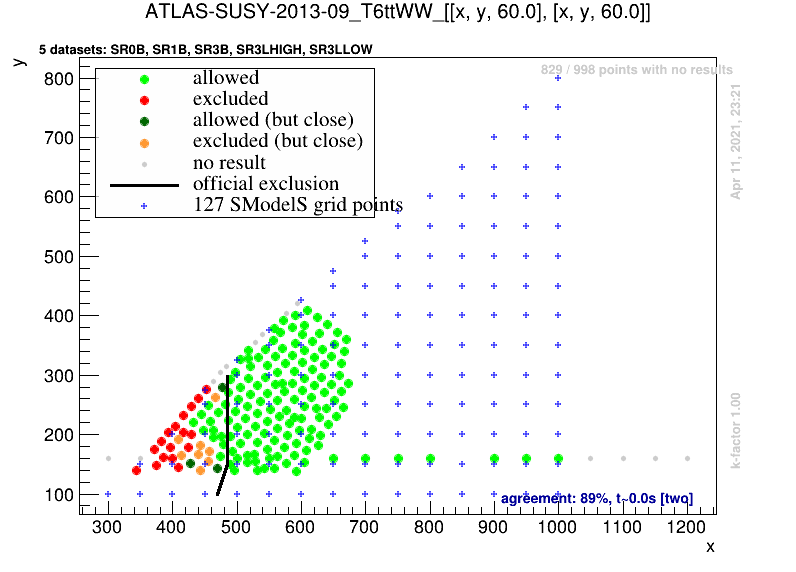 ATLAS-SUSY-2013-09_T6ttWW_[[x, y, 60.0], [x, y, 60.0]]
5 datasets: SR0B, SR1B, SR3B, SR3LHIGH, SR3LLOW
y
829 / 998 points with no results
allowed
excluded
allowed (but close)
excluded (but close)
no result
official exclusion
127 SModelS grid points
Apr 11, 2021, 23:21
k-factor 1.00
800
700
600
500
400
300
200
100
agreement: 89%, t~0.0s [two]
300 400 500 600 700 800 900 1000 1100 1200
x